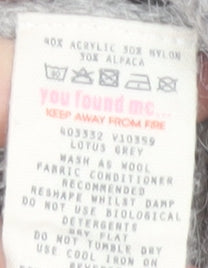 40% ACRYLIC 30% NYLON
30% ALPACA
you found me...
KEEP AWAY FROM FIRE
403332 V10359
LOTUS GREY
WASH AS WOOL
FABRIC CONDITIONER
RECOMMENDED
RESHAPE WHILST DAMP
DO NOT USE BIOLOGICAL
DETERGENTS
DRY FLAT
DO NOT TUMBLE DRY
USE COOL IRON ON